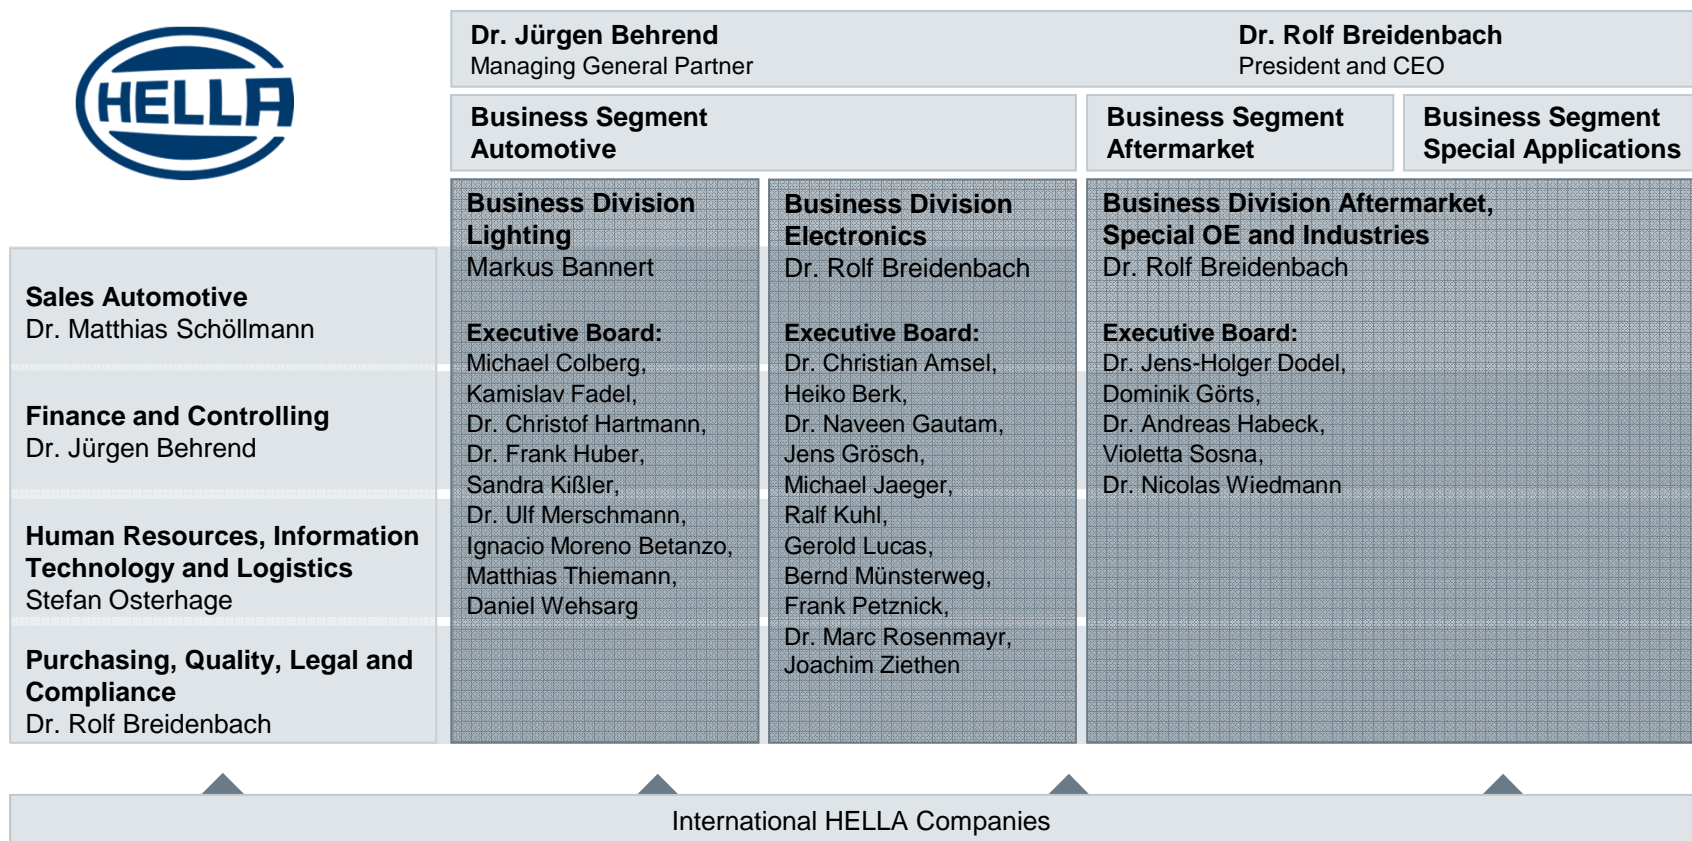 HELLA
Dr. Jürgen Behrend
Managing General Partner
Dr. Rolf Breidenbach
President and CEO
Business Segment
Automotive
Business Segment
Aftermarket
Business Segment
Special Applications
Business Division
Lighting
Markus Bannert
Executive Board:
Michael Colberg,
Kamislav Fadel,
Dr. Christof Hartmann,
Dr. Frank Huber,
Sandra Kißler,
Dr. Ulf Merschmann,
Ignacio Moreno Betanzo,
Matthias Thiemann,
Daniel Wehsarg
Business Division
Electronics
Dr. Rolf Breidenbach
Executive Board:
Dr. Christian Amsel,
Heiko Berk,
Dr. Naveen Gautam,
Jens Grösch,
Michael Jaeger,
Ralf Kuhl,
Gerold Lucas,
Bernd Münsterweg,
Frank Petznick,
Dr. Marc Rosenmayr,
Joachim Ziethen
Business Division Aftermarket,
Special OE and Industries
Dr. Rolf Breidenbach
Executive Board:
Dr. Jens-Holger Dodel,
Dominik Görts,
Dr. Andreas Habeck,
Violetta Sosna,
Dr. Nicolas Wiedmann
Sales Automotive
Dr. Matthias Schöllmann
Finance and Controlling
Dr. Jürgen Behrend
Human Resources, Information
Technology and Logistics
Stefan Osterhage
Purchasing, Quality, Legal and
Compliance
Dr. Rolf Breidenbach
International HELLA Companies